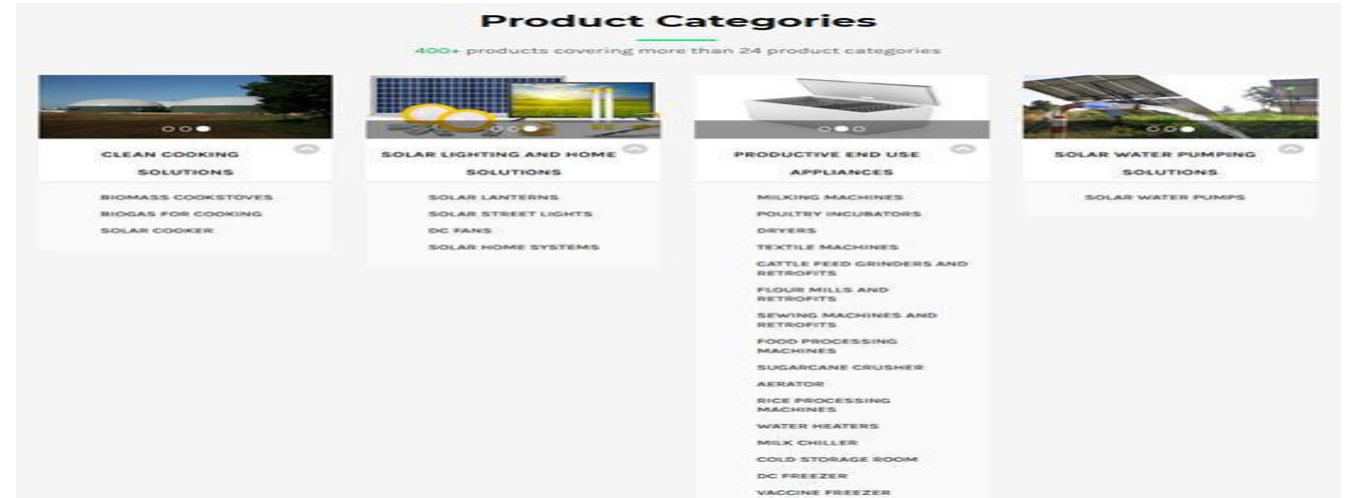 Product Categories
400+ products covering more than 24 product categories
CLEAN COOKING
SOLUTIONS
BIOMASS COOKSTOVES
BIOGAS FOR COOKING
SOLAR COOKER
SOLAR LIGHTING AND HOME
SOLUTIONS
SOLAR LANTERNS
SOLAR STREET LIGHTS
DC FANS
SOLAR HOME SYSTEMS
PRODUCTIVE END USE
APPLIANCES
MILKING MACHINES
POULTRY INCUBATORS
DRYERS
TEXTILE MACHINES
CATTLE FEED GRINDERS AND
RETROFITS
FLOUR MILLS AND
RETROFITS
SEWING MACHINES AND
RETROFITS
FOOD PROCESSING
MACHINES
SUGARCANE CRUSHER
AERATOR
RICE PROCESSING
MACHINES
WATER HEATERS
MILK CHILLER
COLD STORAGE ROOM
DC FREEZER
VACCINE FREEZER
SOLAR WATER PUMPING
SOLUTIONS
SOLAR WATER PUMPS